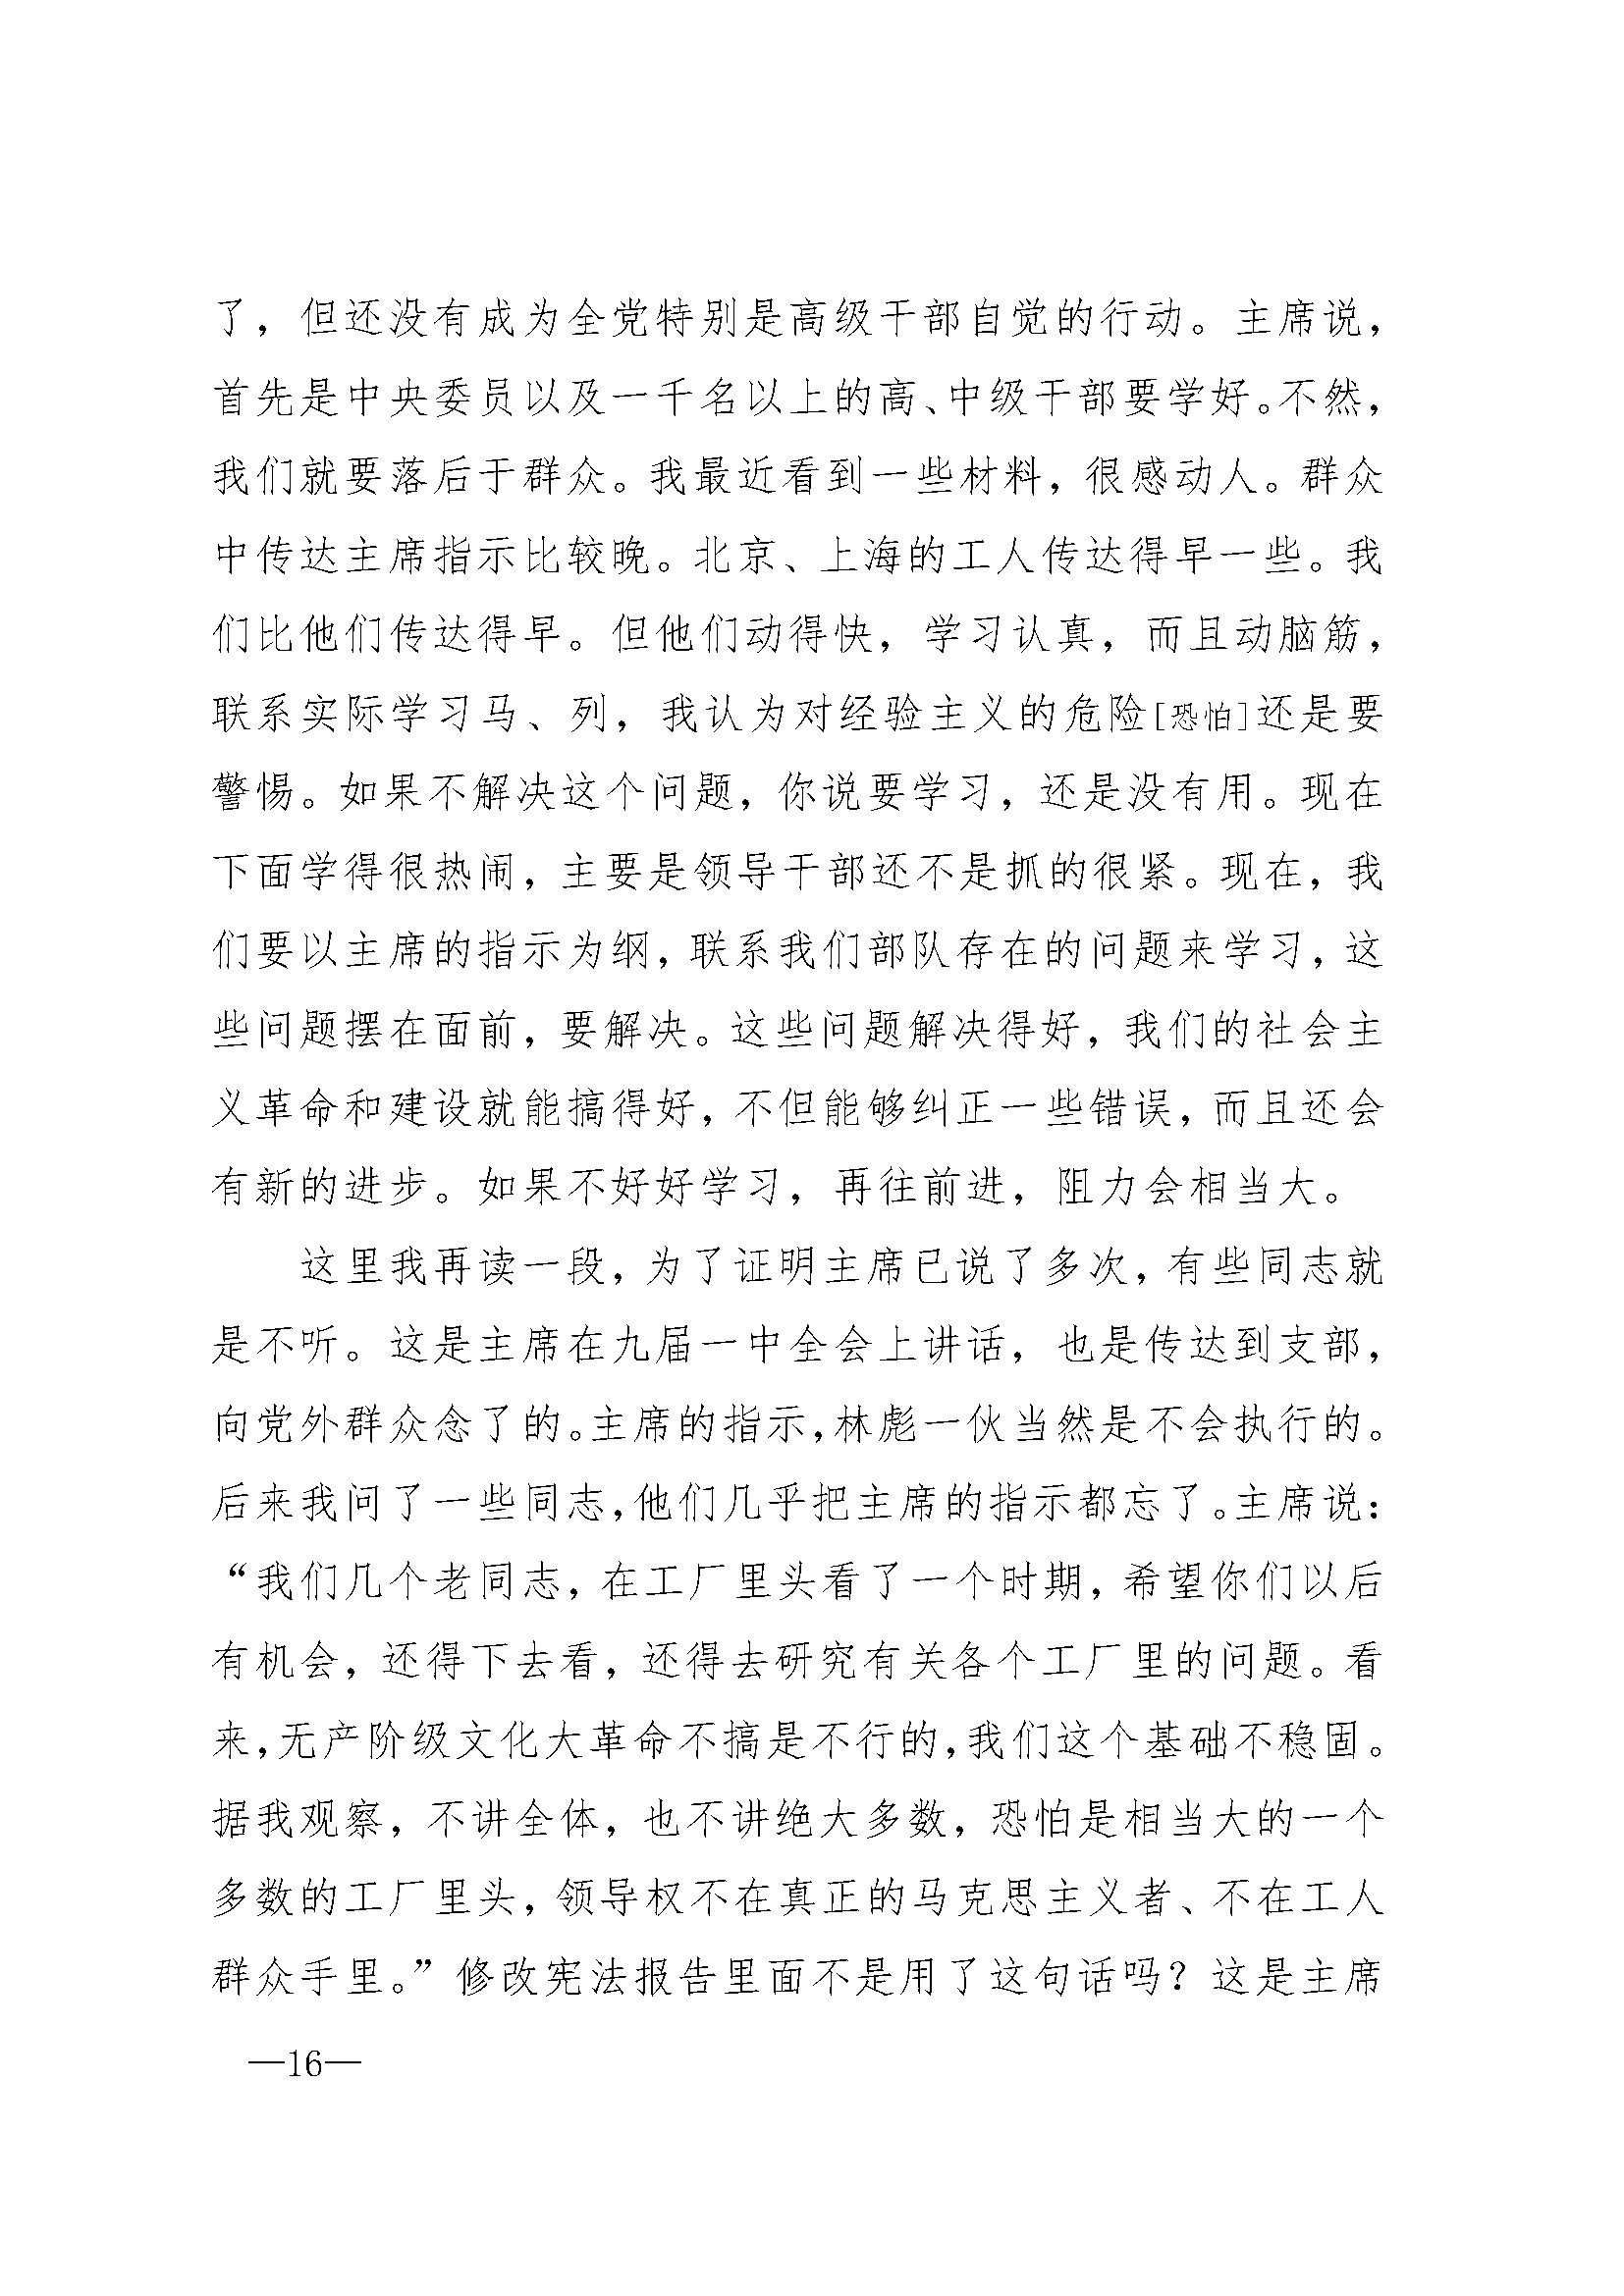 了，但还没有成为全党特别是高级干部自觉的行动。主席说，
首先是中央委员以及一千名以上的高、中级干部要学好。不然，
我们就要落后于群众。我最近看到一些材料，很感动人。群众
中传达主席指示比较晚。北京、上海的工人传达得早一些。我
们比他们传达得早。但他们动得快，学习认真，而且动脑筋，
联系实际学习马、列，我认为对经验主义的危险[恐怕]还是要
警惕。如果不解决这个问题，你说要学习，还是没有用。现在
下面学得很热闹，主要是领导干部还不是抓的很紧。现在，我
们要以主席的指示为纲，联系我们部队存在的问题来学习，这
些问题摆在面前，要解决。这些问题解决得好，我们的社会主
义革命和建设就能搞得好，不但能够纠正一些错误，而且还会
有新的进步。如果不好好学习，再往前进，阻力会相当大。
这里我再读一段，为了证明主席已说了多次，有些同志就
是不听。这是主席在九届一中全会上讲话，也是传达到支部，
向党外群众念了的。主席的指示，林彪一伙当然是不会执行的。
后来我问了一些同志，他们几乎把主席的指示都忘了。主席说：
“我们几个老同志，在工厂里头看了一个时期，希望你们以后
有机会，还得下去看，还得去研究有关各个工厂里的问题。看
来，无产阶级文化大革命不搞是不行的，我们这个基础不稳固。
据我观察，不讲全体，也不讲绝大多数，恐怕是相当大的一个
多数的工厂里头，领导权不在真正的马克思主义者、不在工人
群众手里。”修改宪法报告里面不是用了这句话吗？这是主席
—16—